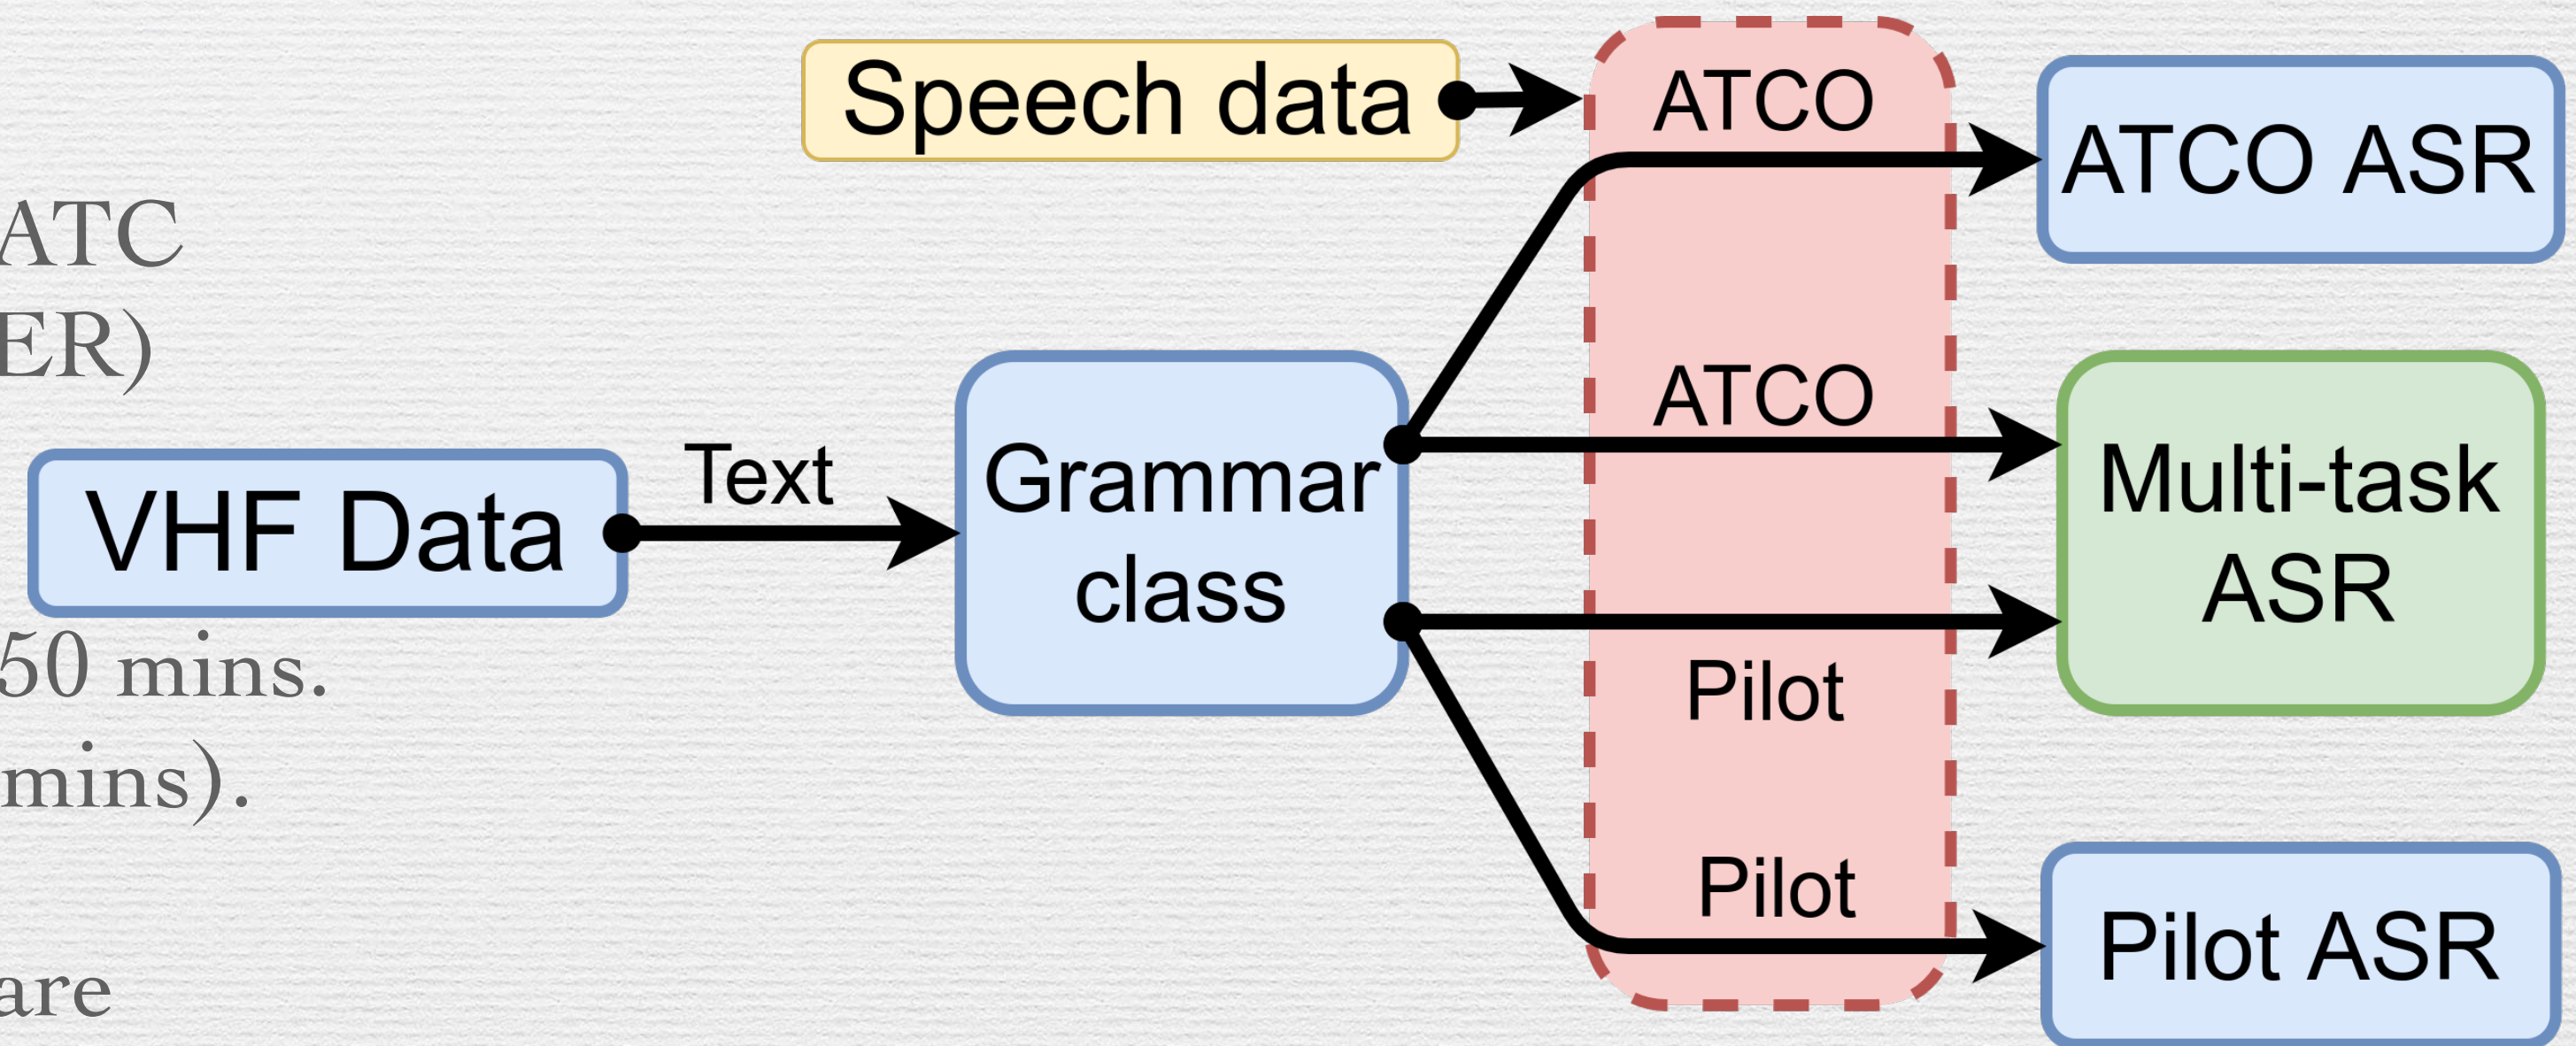 ATC
ER)
50 mins.
mins).
are
Speech data
VHF Data
Text
Grammar
class
ATCO
ATCO
Pilot
Pilot
ATCO ASR
Multi-task
ASR
Pilot ASR